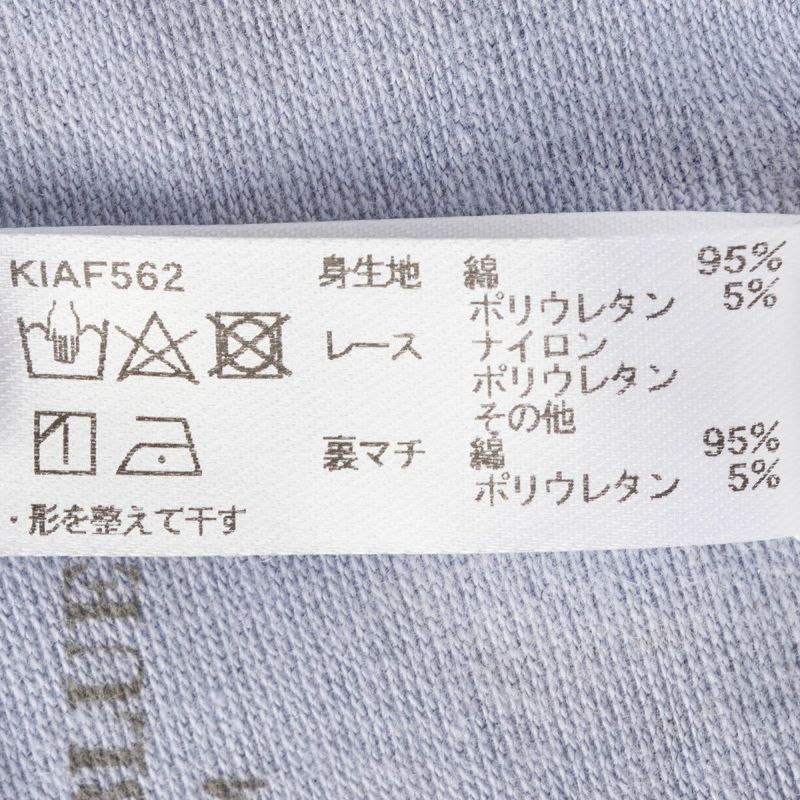 KIAF562
身生地 綿 95%
ポリウレタン 5%
レース ナイロン
ポリウレタン
その他
裏マチ 綿 95%
ポリウレタン 5%
・形を整えて干す